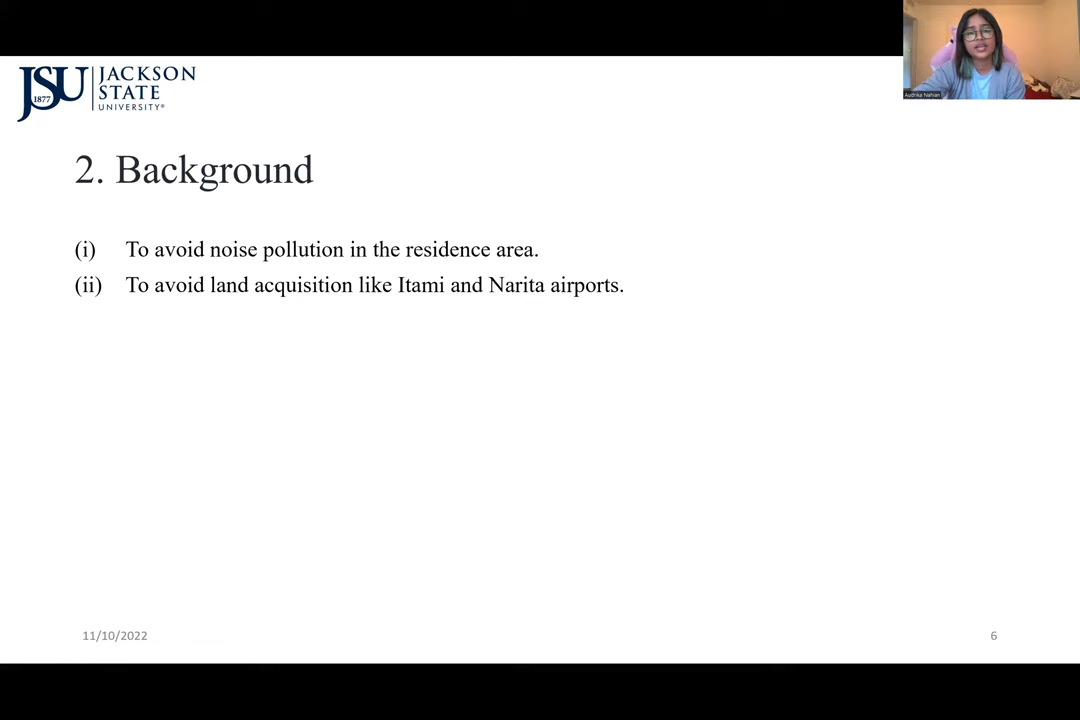 JSU
1877
JACKSON
STATE
UNIVERSITY®
Audrika Nahian
2. Background
(i) To avoid noise pollution in the residence area.
(ii) To avoid land acquisition like Itami and Narita airports.
11/10/2022
6